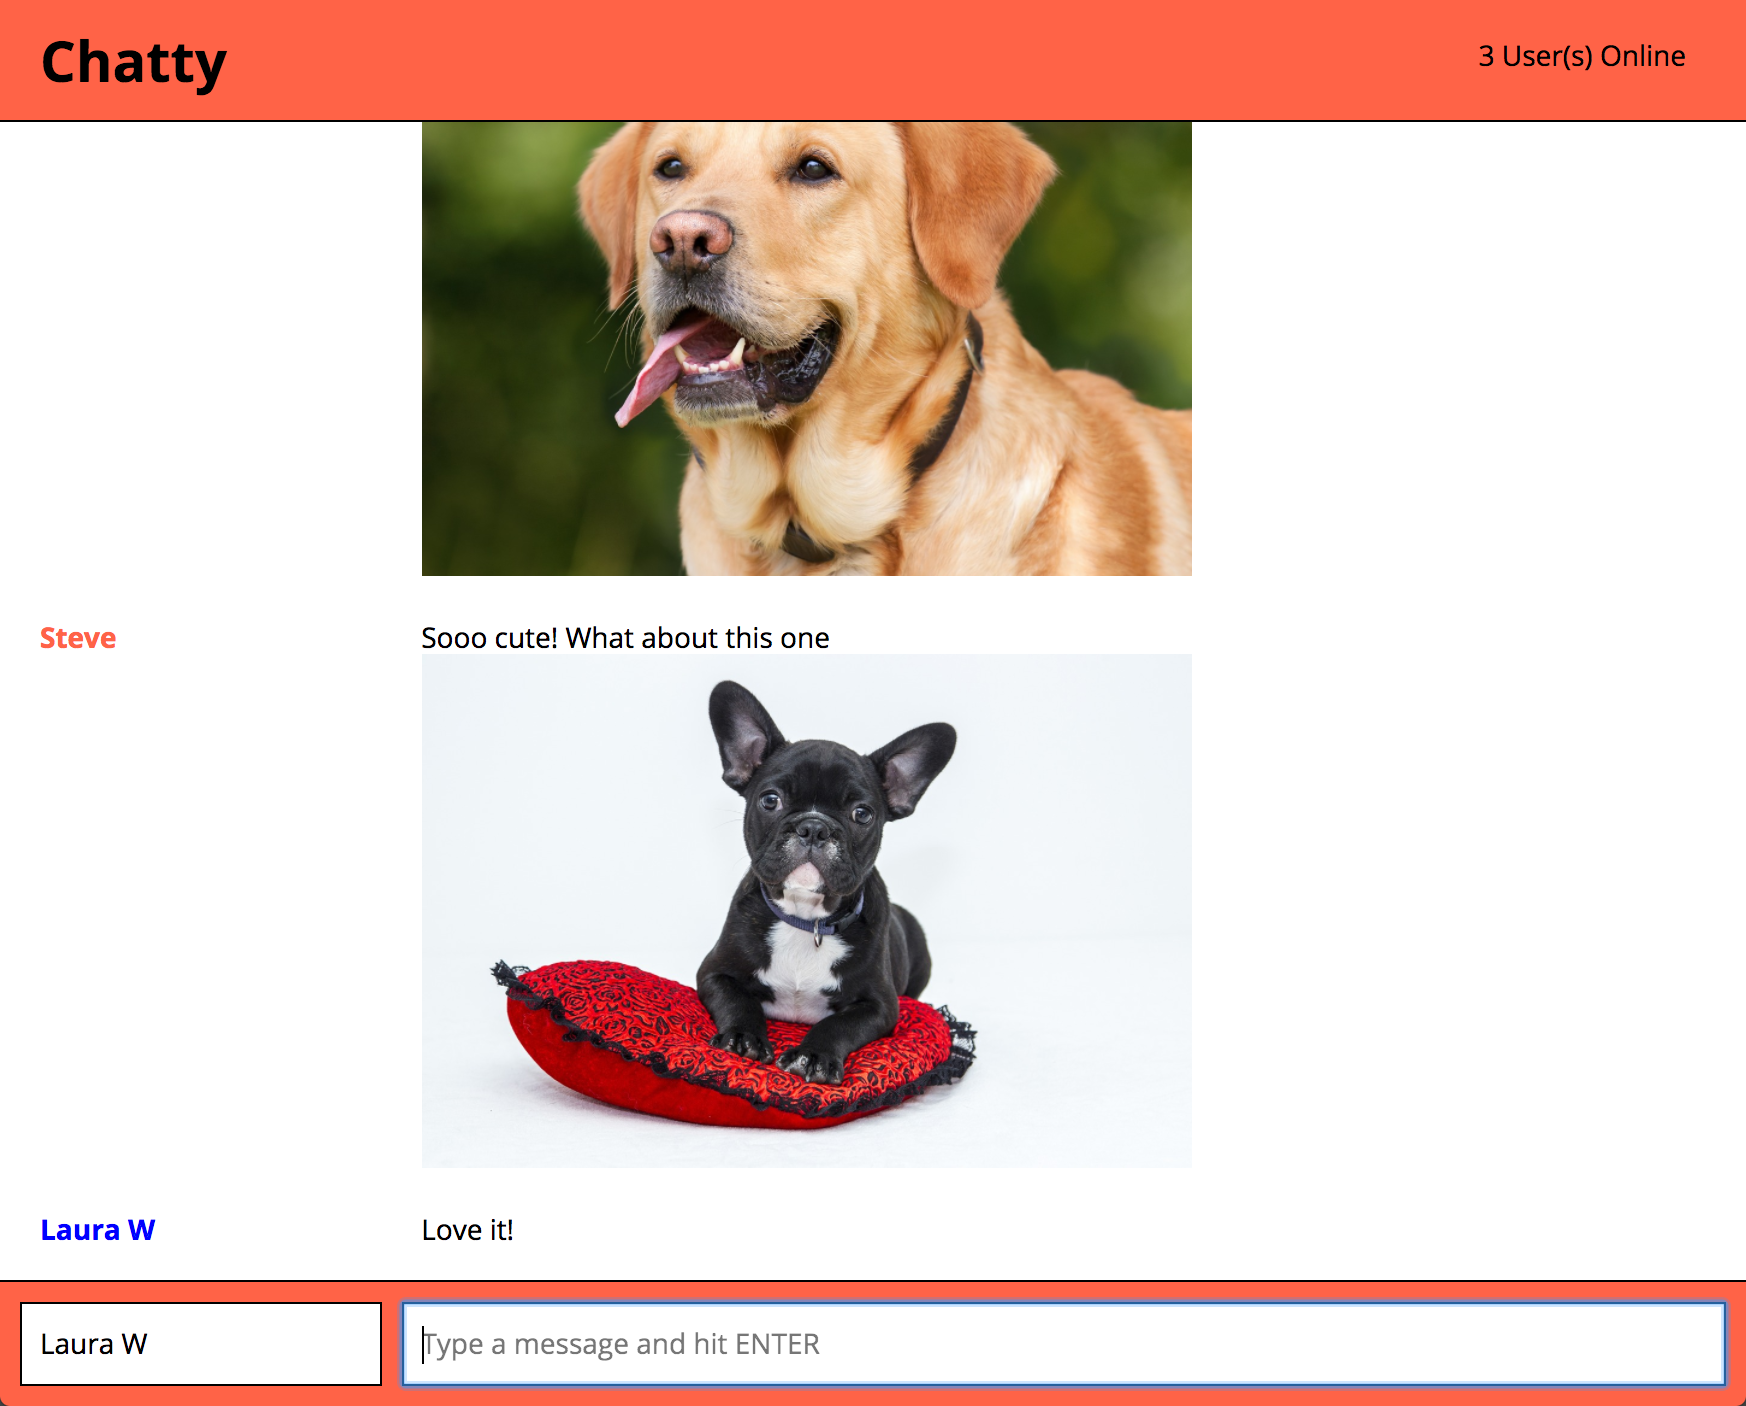 Chatty
3 User(s) Online
Steve
Sooo cute! What about this one
Laura W
Love it!
Laura W
Type a message and hit ENTER